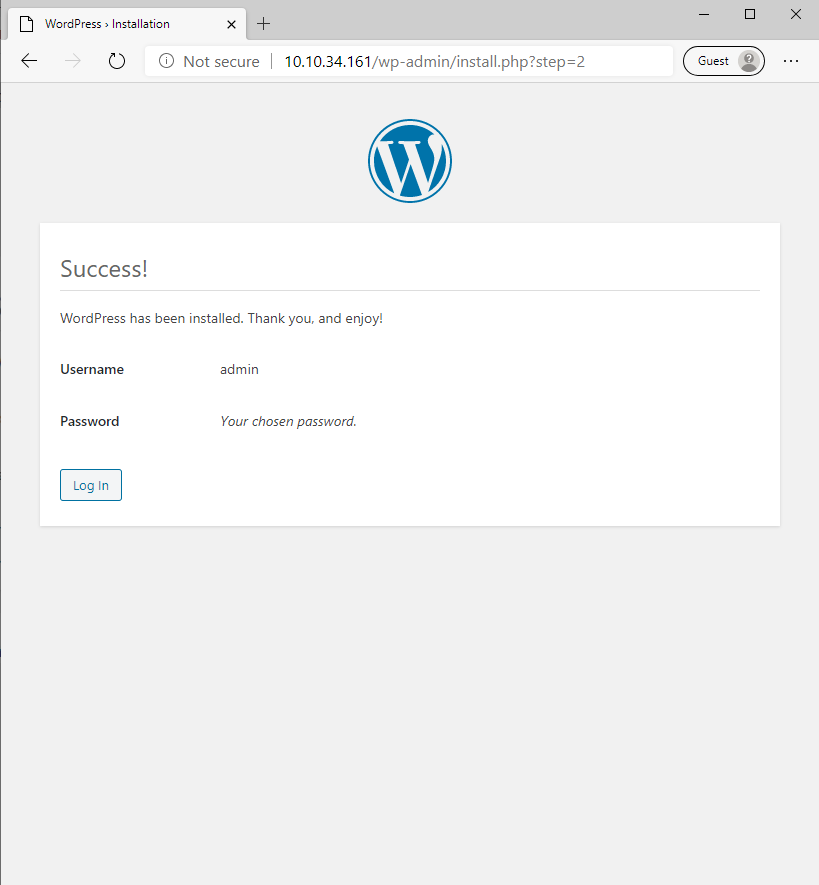 WordPress › Installation
Not secure | 10.10.34.161/wp-admin/install.php?step=2
Guest
Success!
WordPress has been installed. Thank you, and enjoy!
Username admin
Password Your chosen password.
Log In